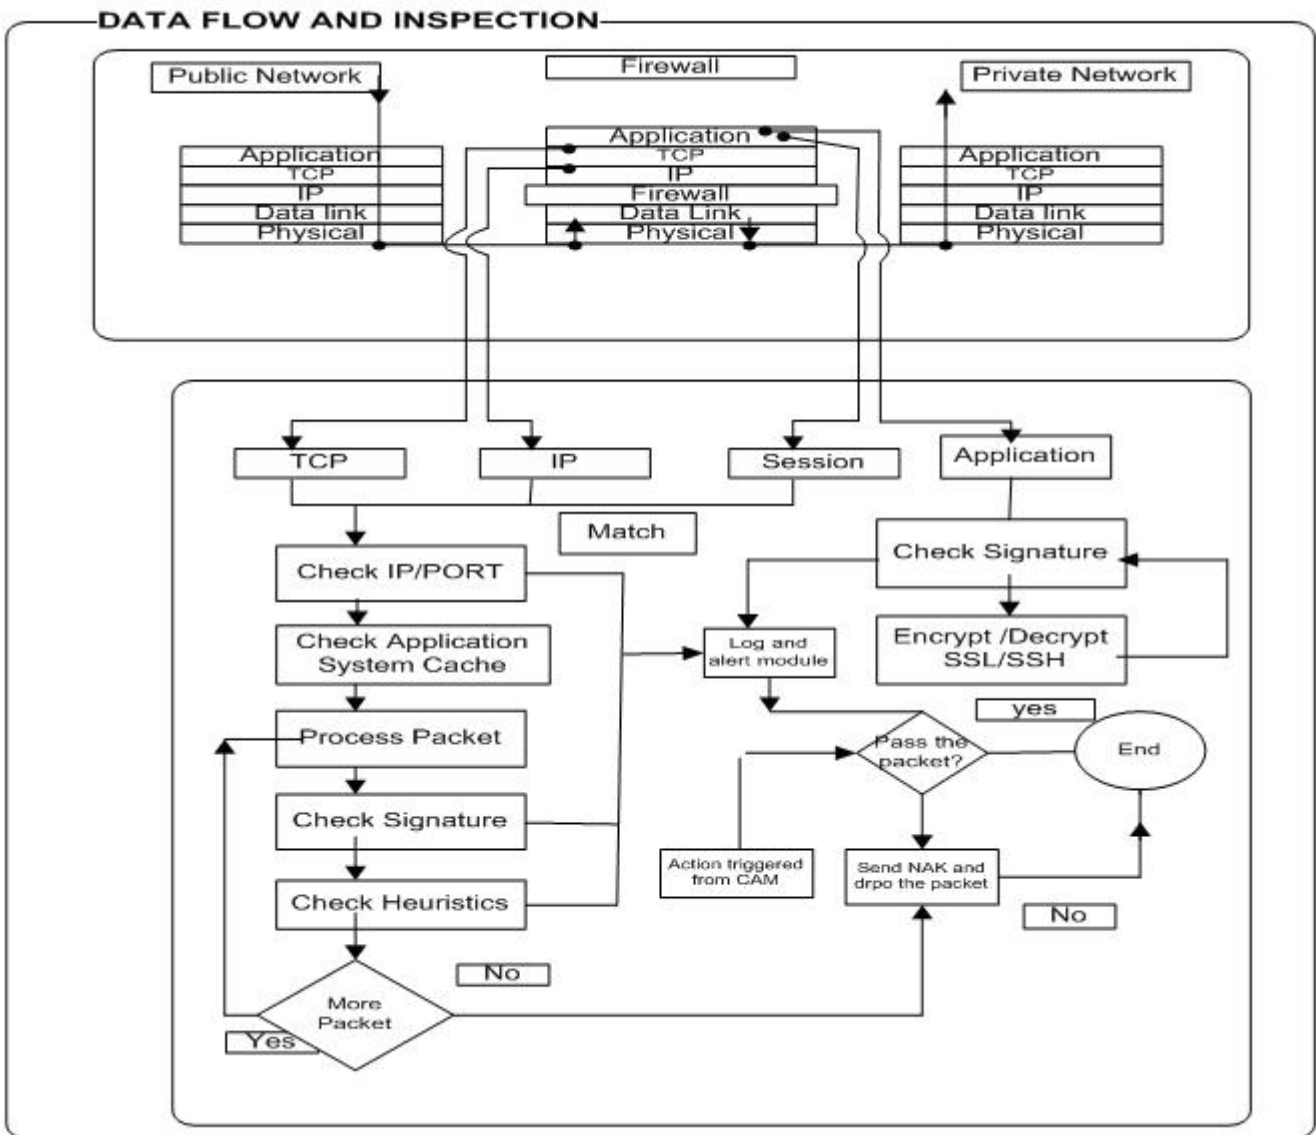 DATA FLOW AND INSPECTION
Public Network
Firewall
Private Network
Application
TCP
IP
Data link
Physical
Application
TCP
IP
Firewall
Data Link
Physical
Application
TCP
IP
Data link
Physical
TCP
IP
Session
Application
Match
Check IP/PORT
Check Application
System Cache
Process Packet
Check Signature
Check Heuristics
More
Packet
Yes
No
Log and
alert module
Check Signature
Encrypt /Decrypt
SSL/SSH
yes
Pass the
packet?
End
Action triggered
from CAM
Send NAK and
drpo the packet
No